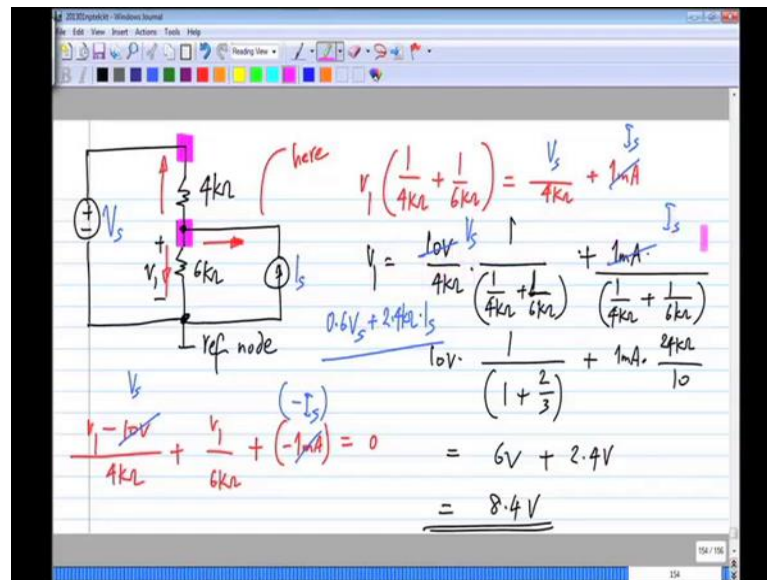 201301nptelckt - Windows Journal
File Edit View Insert Actions Tools Help
Reading View
B I
here
v₁ (1/4kΩ + 1/6kΩ) = Vs/4kΩ + 1mA Is
4kΩ
Vs
+
v₁
-
6kΩ
Is
ref node
v₁ = 10V Vs/4kΩ · 1/(1/4kΩ + 1/6kΩ) + 1mA· Is/(1/4kΩ + 1/6kΩ)
0.6Vs + 2.4kΩ·Is
10V· 1/(1 + 2/3) + 1mA· 24kΩ/10
Vs
(-Is)
v₁ - 10V/4kΩ + v₁/6kΩ + (-1mA) = 0
= 6V + 2.4V
= 8.4V
154 / 156
154